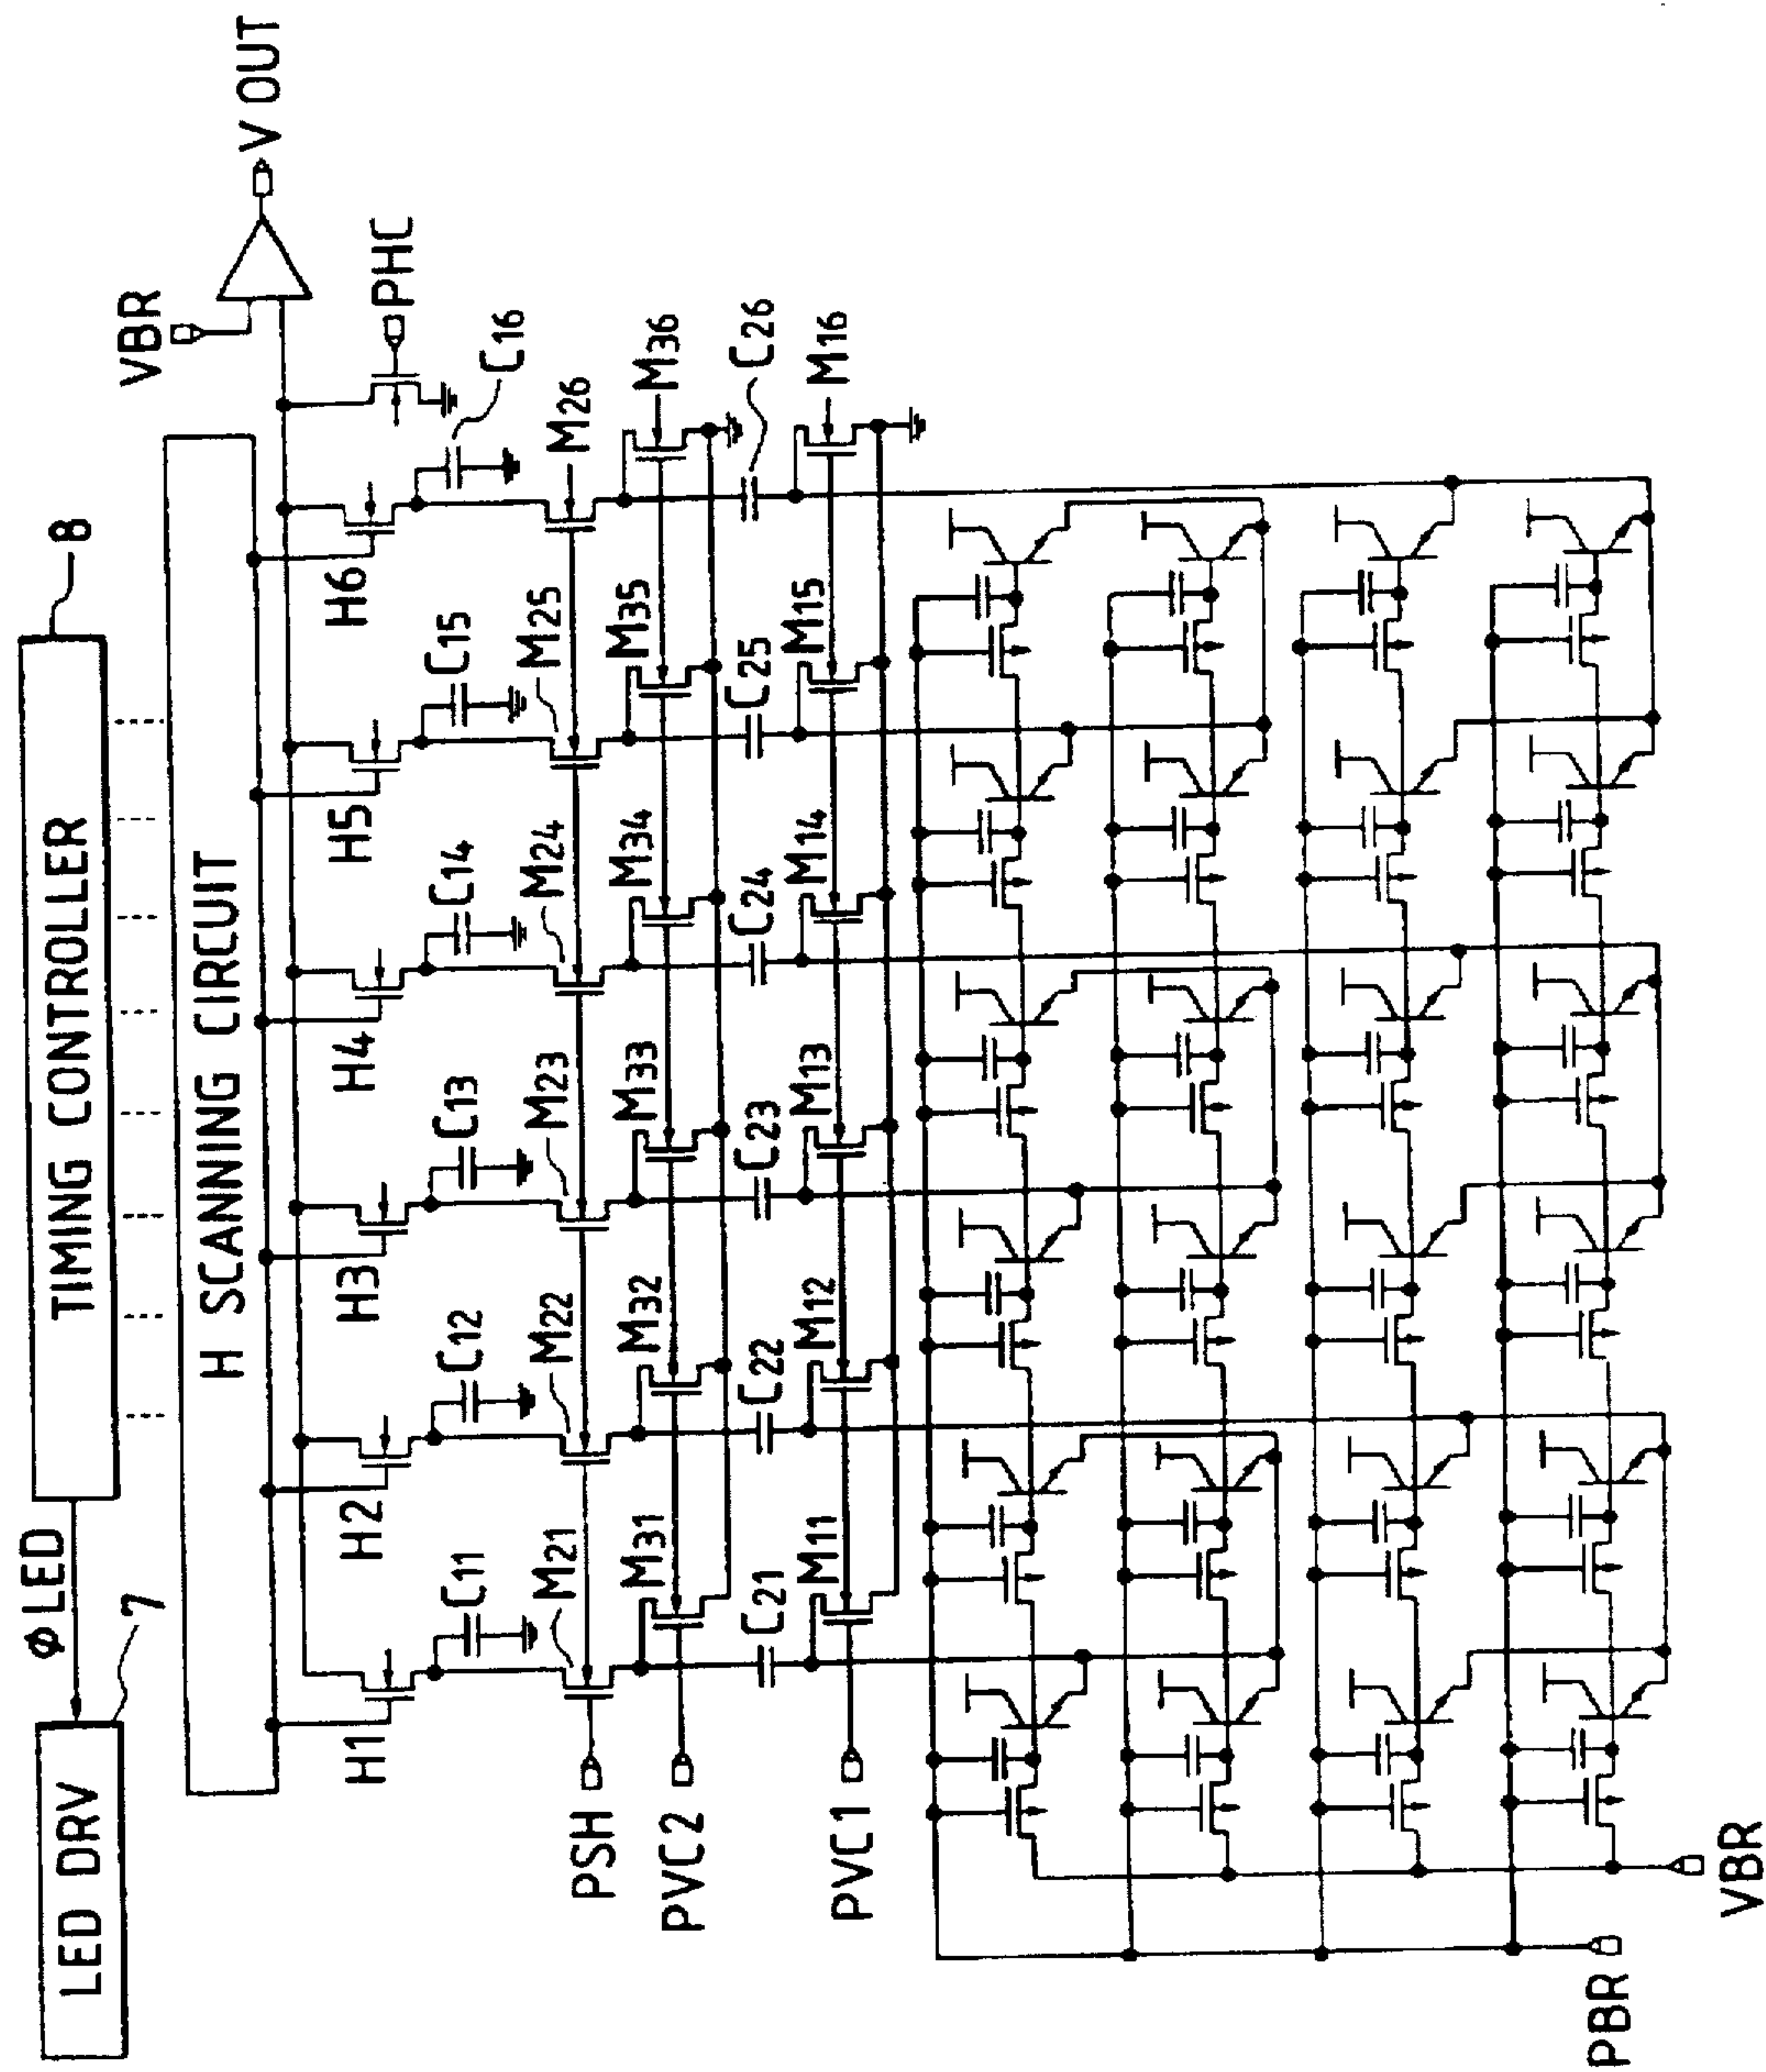 LED DRV
7
ΦLED
TIMING CONTROLLER
8
H SCANNING CIRCUIT
VBR
V OUT
PHC
H1
H2
H3
H4
H5
H6
C11
C12
C13
C14
C15
C16
M21
M22
M23
M24
M25
M26
PSH
M31
M32
M33
M34
M35
M36
PVC2
C21
C22
C23
C24
C25
C26
M11
M12
M13
M14
M15
M16
PVC1
PBR
VBR